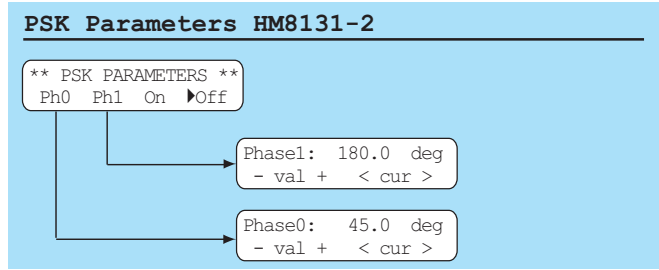 PSK Parameters HM8131-2
** PSK PARAMETERS **
Ph0 Ph1 On ▶Off
Phase1: 180.0 deg
- val + < cur >
Phase0: 45.0 deg
- val + < cur >